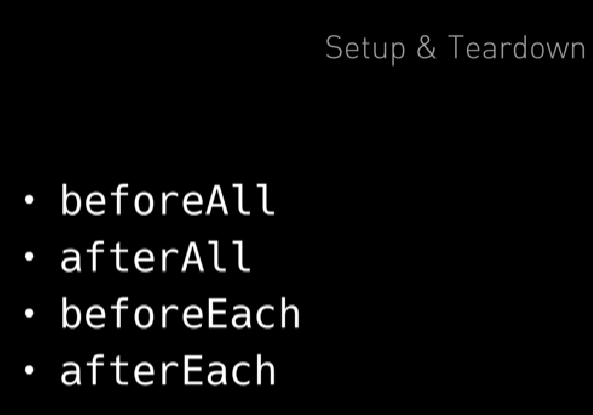 Setup & Teardown
• beforeAll
• afterAll
• beforeEach
• afterEach